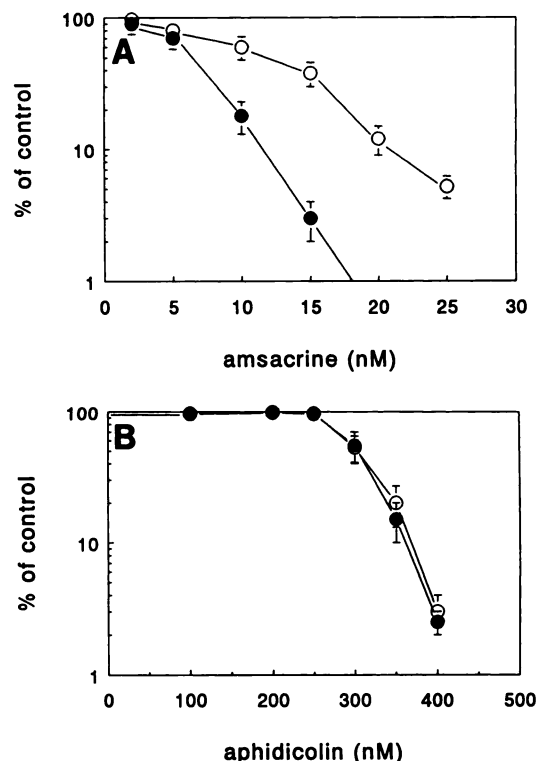 A
% of control
100
10
1
0 5 10 15 20 25 30
amsacrine (nM)
B
% of control
100
10
1
0 100 200 300 400 500
aphidicolin (nM)